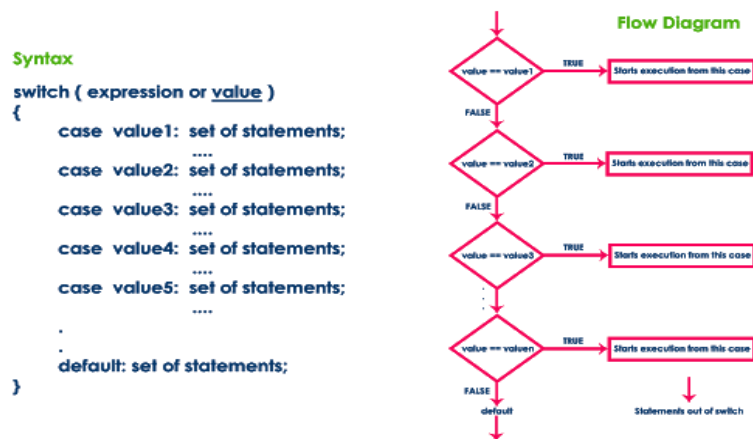 Syntax
switch ( expression or value )
{
case value1: set of statements;
....
case value2: set of statements;
....
case value3: set of statements;
....
case value4: set of statements;
....
case value5: set of statements;
....
.
.
default: set of statements;
}
Flow Diagram
value == value1
TRUE
Starts execution from this case
FALSE
value == value2
TRUE
Starts execution from this case
FALSE
value == value3
TRUE
Starts execution from this case
.
.
.
value == valuen
TRUE
Starts execution from this case
FALSE
default
Statements out of switch